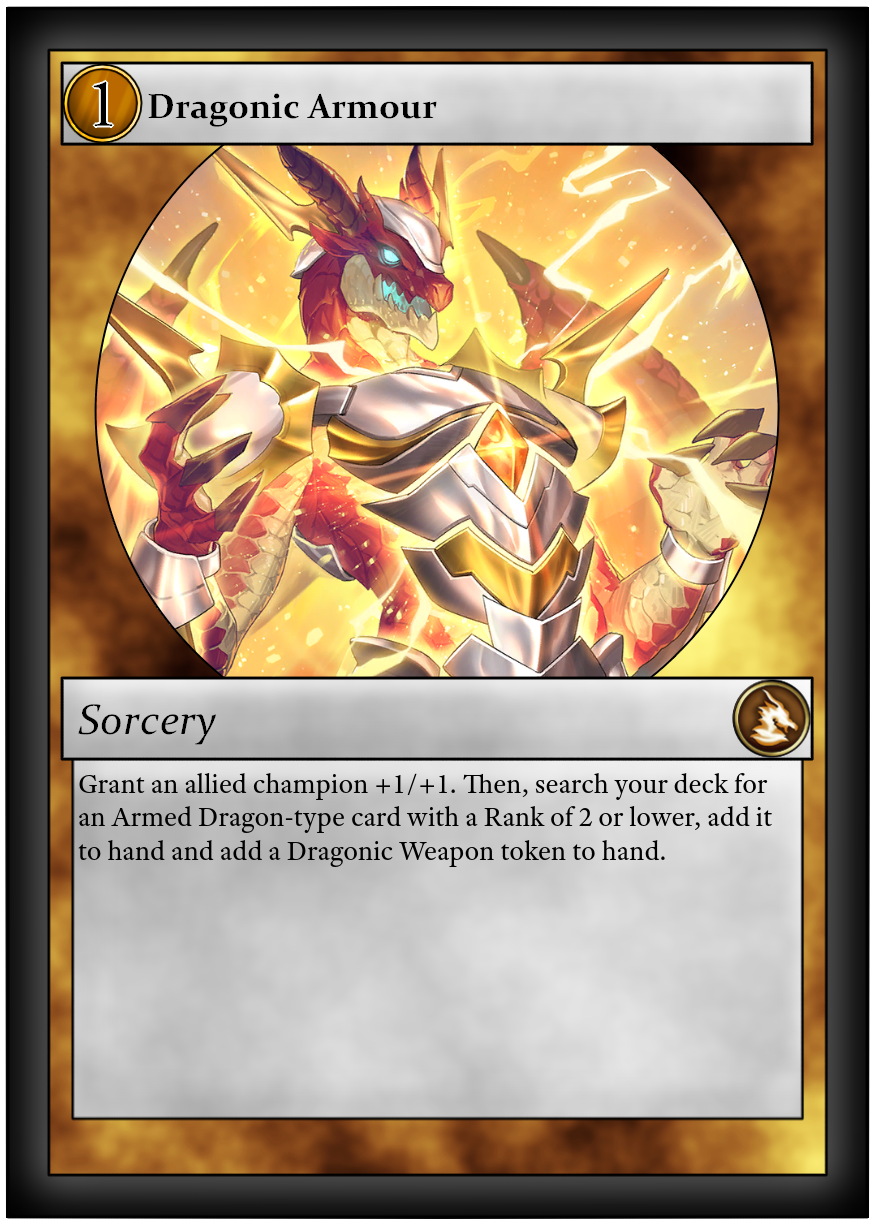 1
Dragonic Armour
Sorcery
Grant an allied champion +1/+1. Then, search your deck for
an Armed Dragon-type card with a Rank of 2 or lower, add it
to hand and add a Dragonic Weapon token to hand.